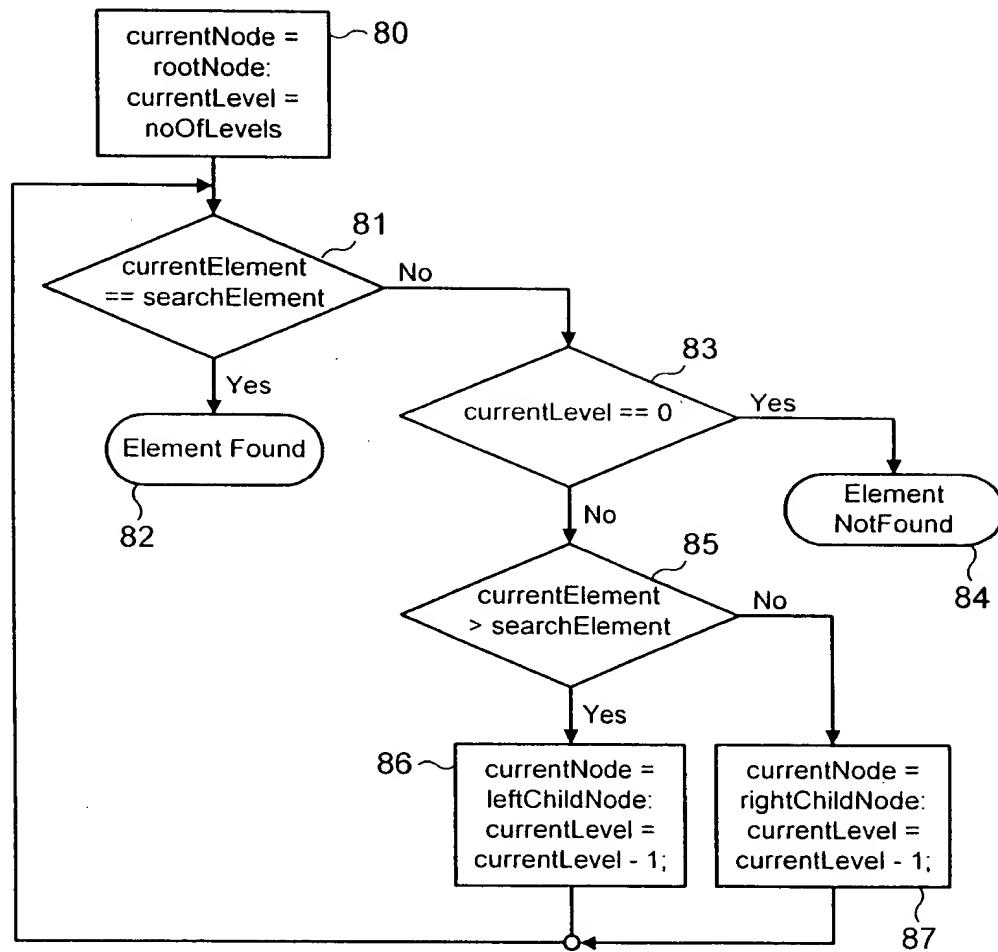 currentNode =
rootNode:
currentLevel =
noOfLevels
80
currentElement
== searchElement
81
No
Yes
Element Found
82
currentLevel == 0
83
Yes
No
Element
NotFound
84
currentElement
> searchElement
85
No
Yes
86
currentNode =
leftChildNode:
currentLevel =
currentLevel - 1;
currentNode =
rightChildNode:
currentLevel =
currentLevel - 1;
87